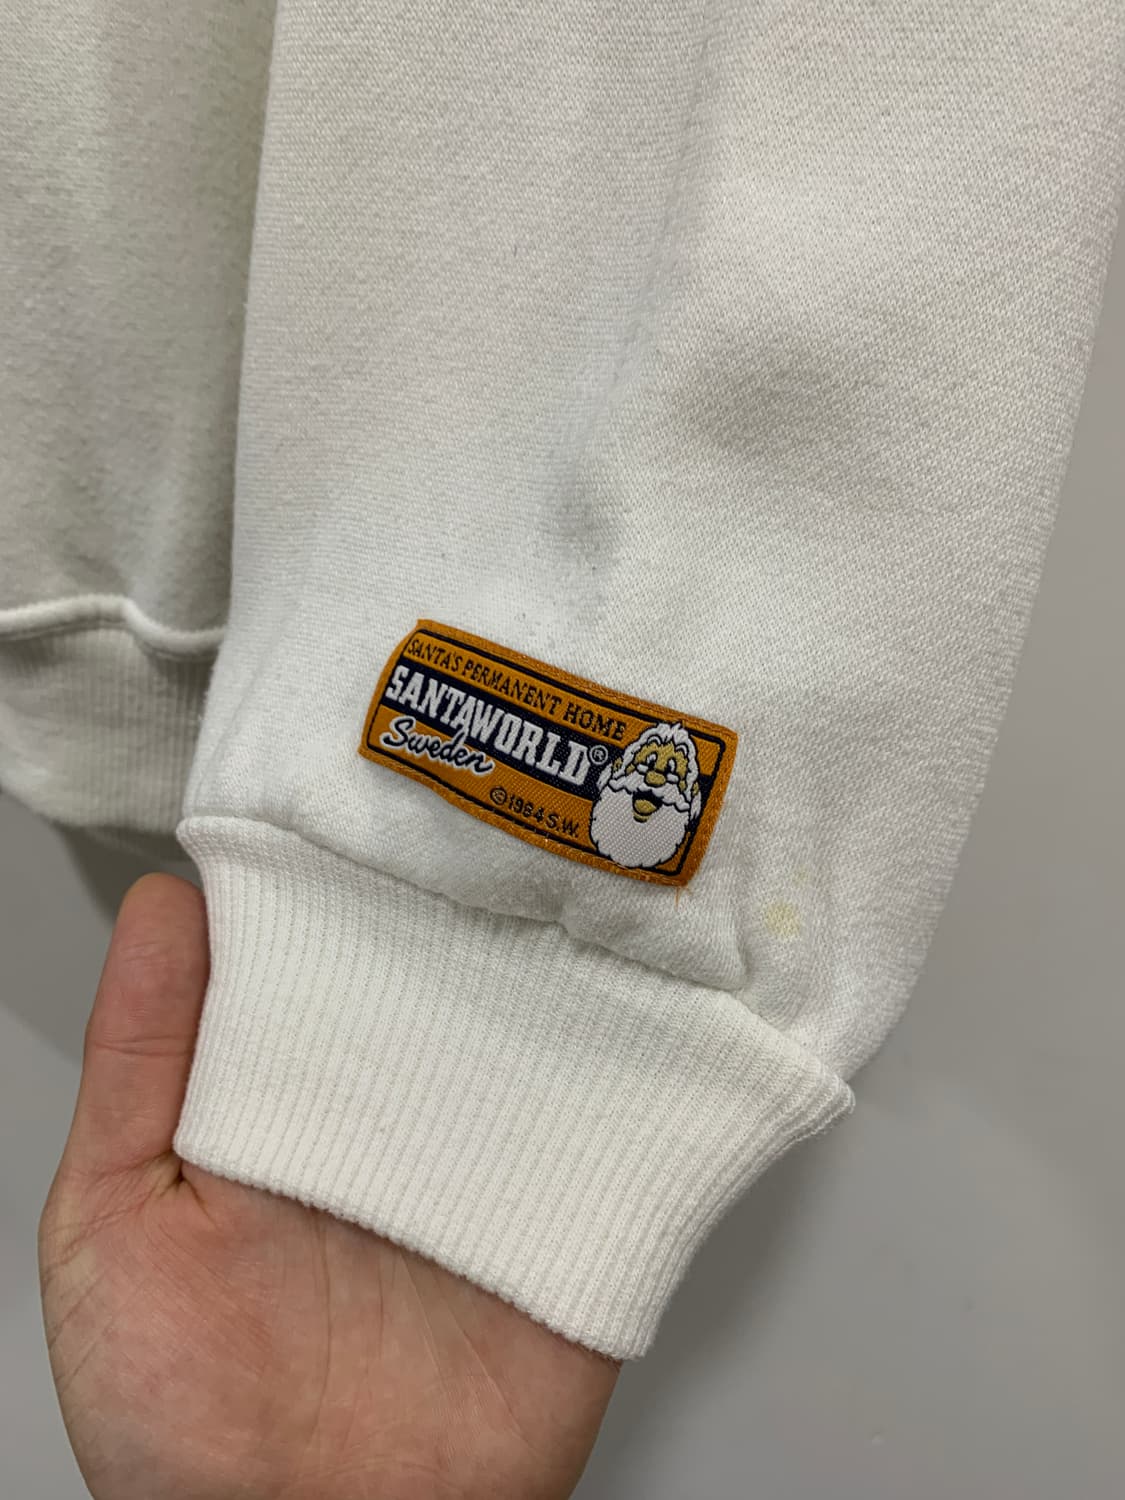 SANTA'S PERMANENT HOME
SANTAWORLD®
Sweden
©1984 S.W.